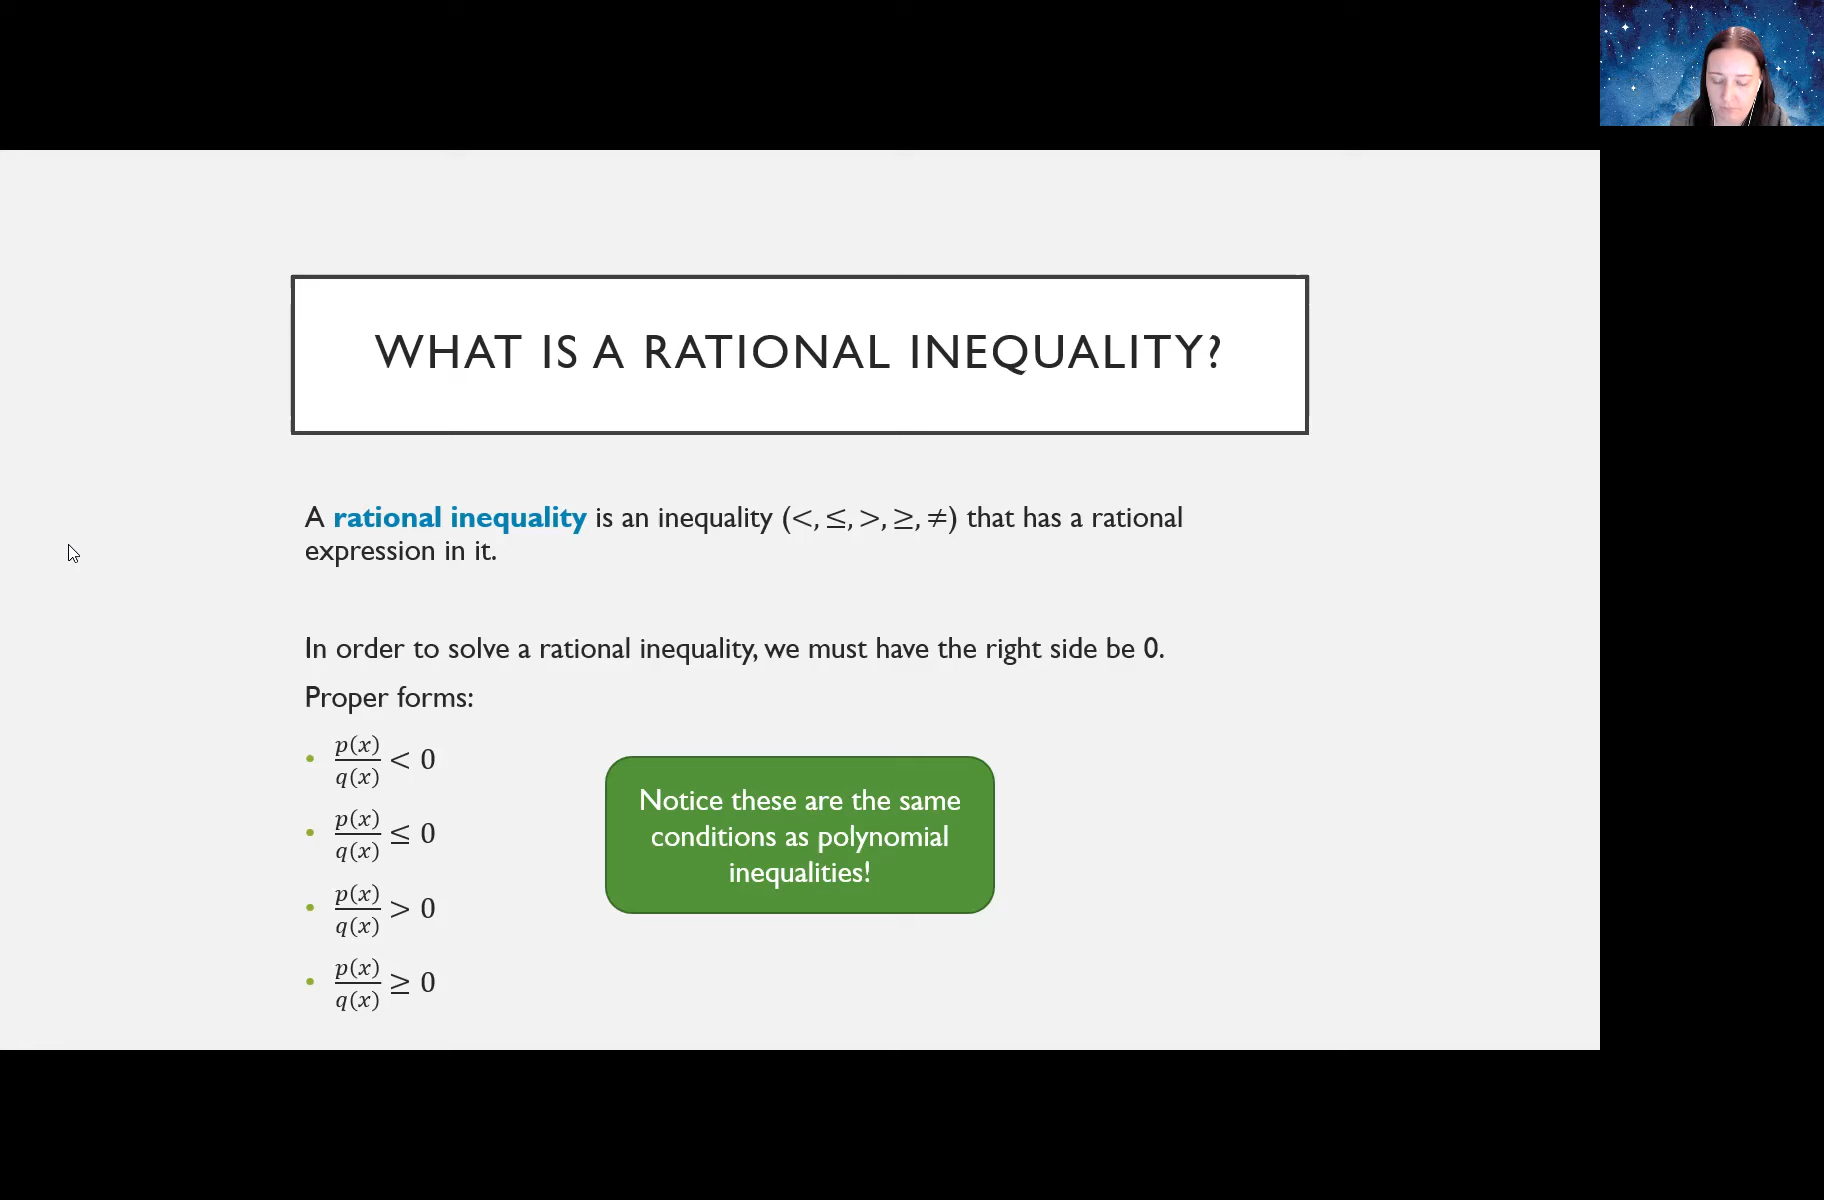 WHAT IS A RATIONAL INEQUALITY?
A rational inequality is an inequality (<, ≤, >, ≥, ≠) that has a rational
expression in it.
In order to solve a rational inequality, we must have the right side be 0.
Proper forms:
• p(x)/q(x) < 0
• p(x)/q(x) ≤ 0
• p(x)/q(x) > 0
• p(x)/q(x) ≥ 0
Notice these are the same
conditions as polynomial
inequalities!